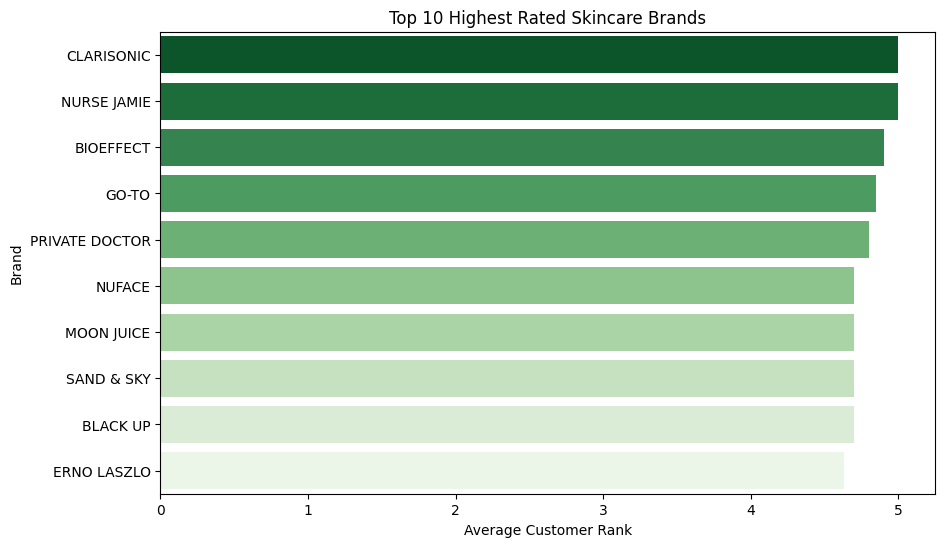 Top 10 Highest Rated Skincare Brands
Brand
CLARISONIC
NURSE JAMIE
BIOEFFECT
GO-TO
PRIVATE DOCTOR
NUFACE
MOON JUICE
SAND & SKY
BLACK UP
ERNO LASZLO
0 1 2 3 4 5
Average Customer Rank